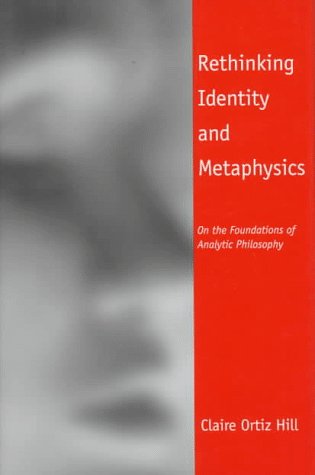 Rethinking
Identity
and
Metaphysics
On the Foundations of
Analytic Philosophy
Claire Ortiz Hill